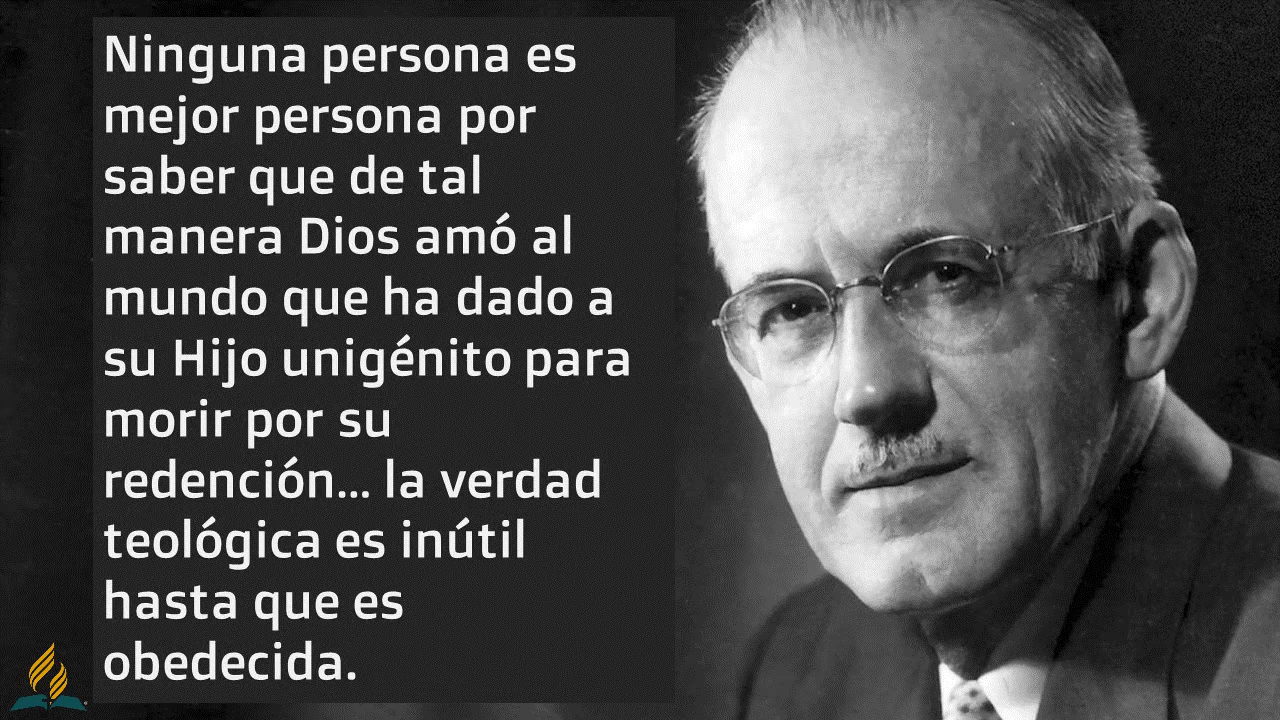 Ninguna persona es
mejor persona por
saber que de tal
manera Dios amó al
mundo que ha dado a
su Hijo unigénito para
morir por su
redención... la verdad
teológica es inútil
hasta que es
obedecida.